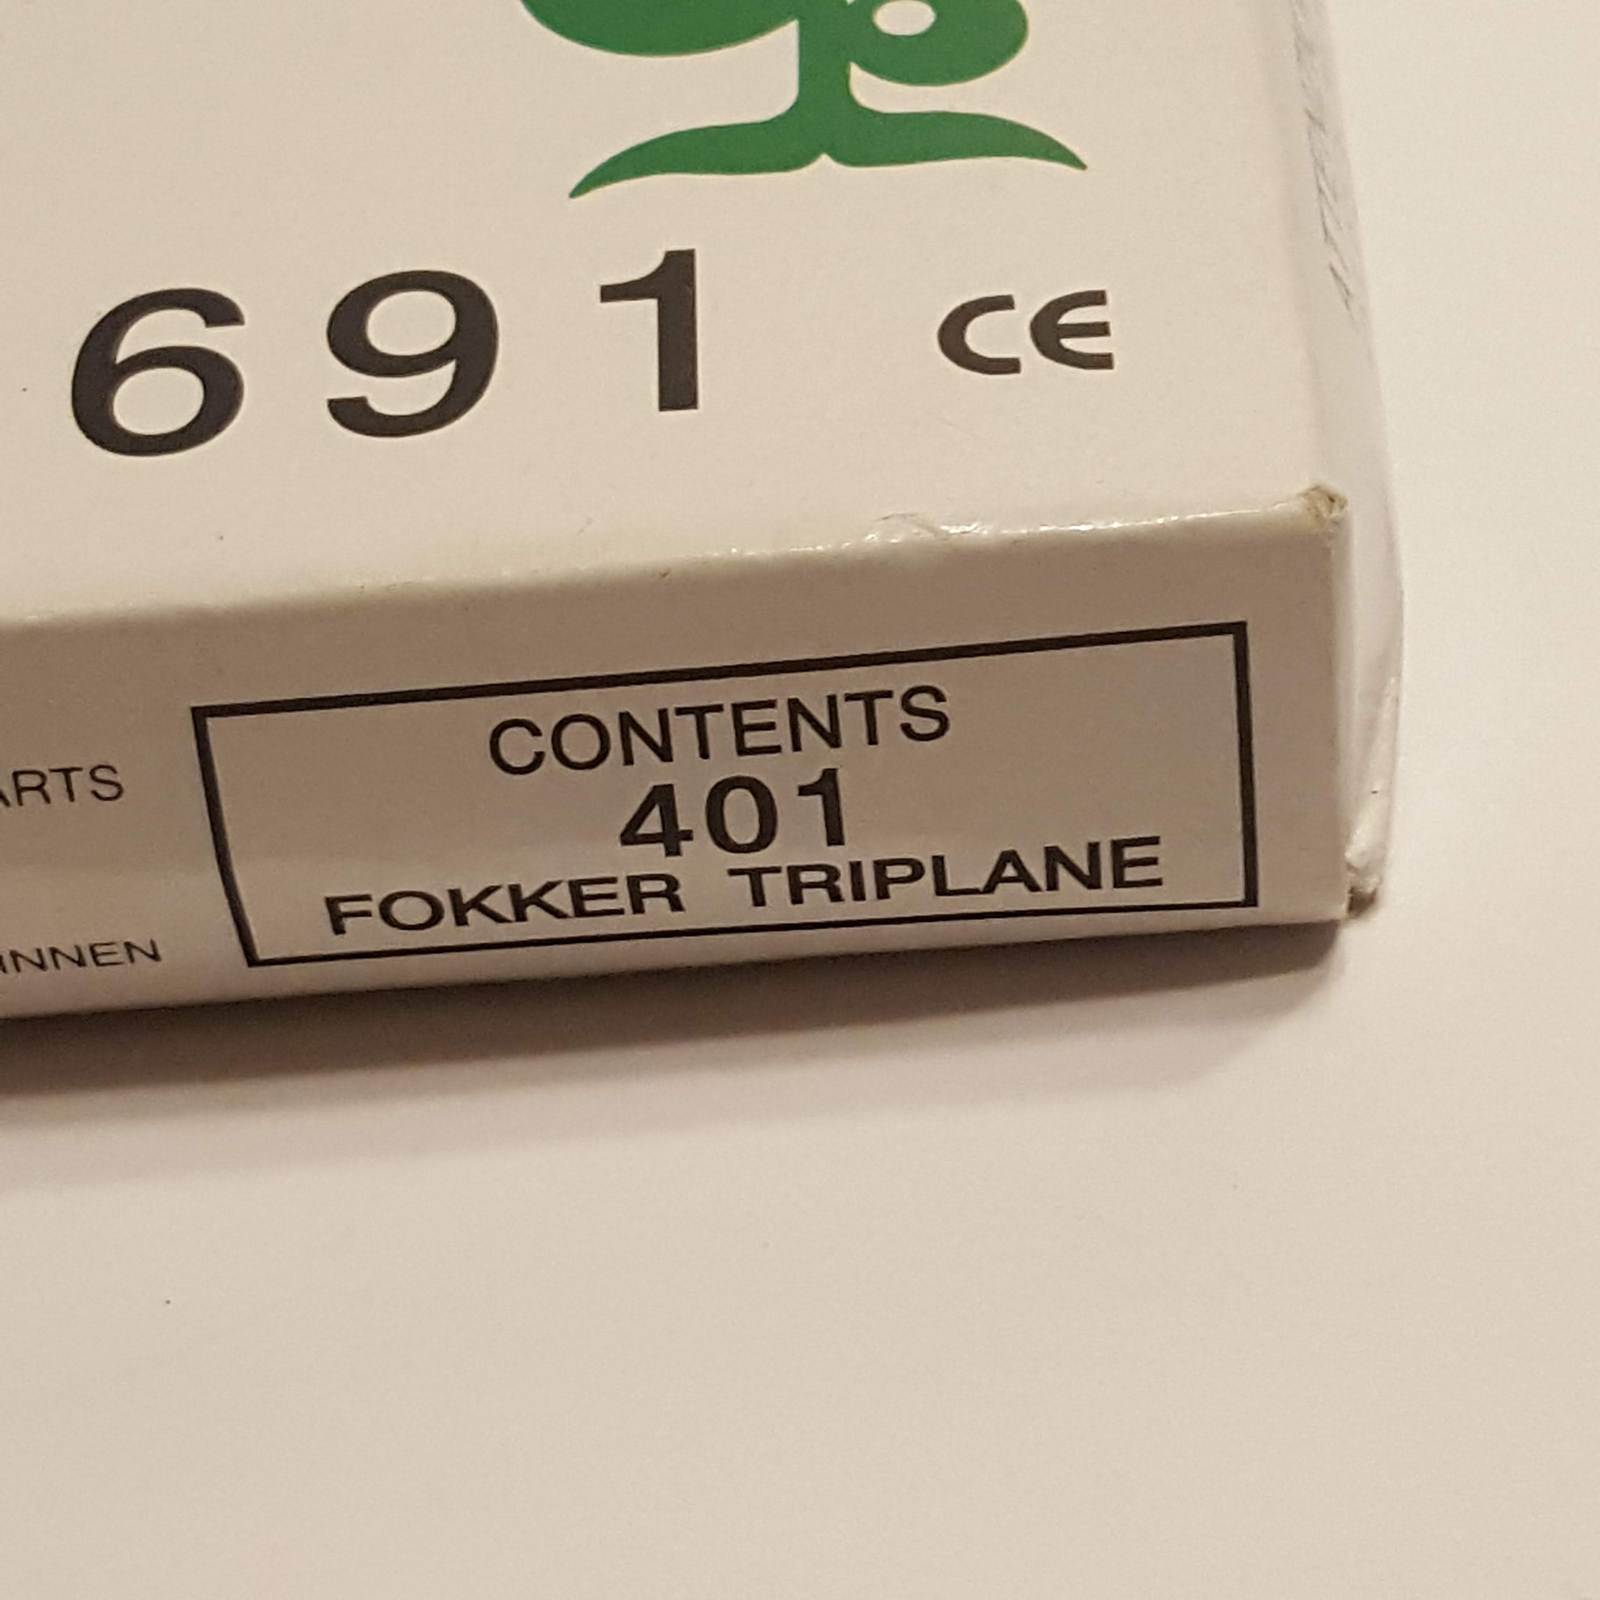 691 CE
CONTENTS
401
FOKKER TRIPLANE